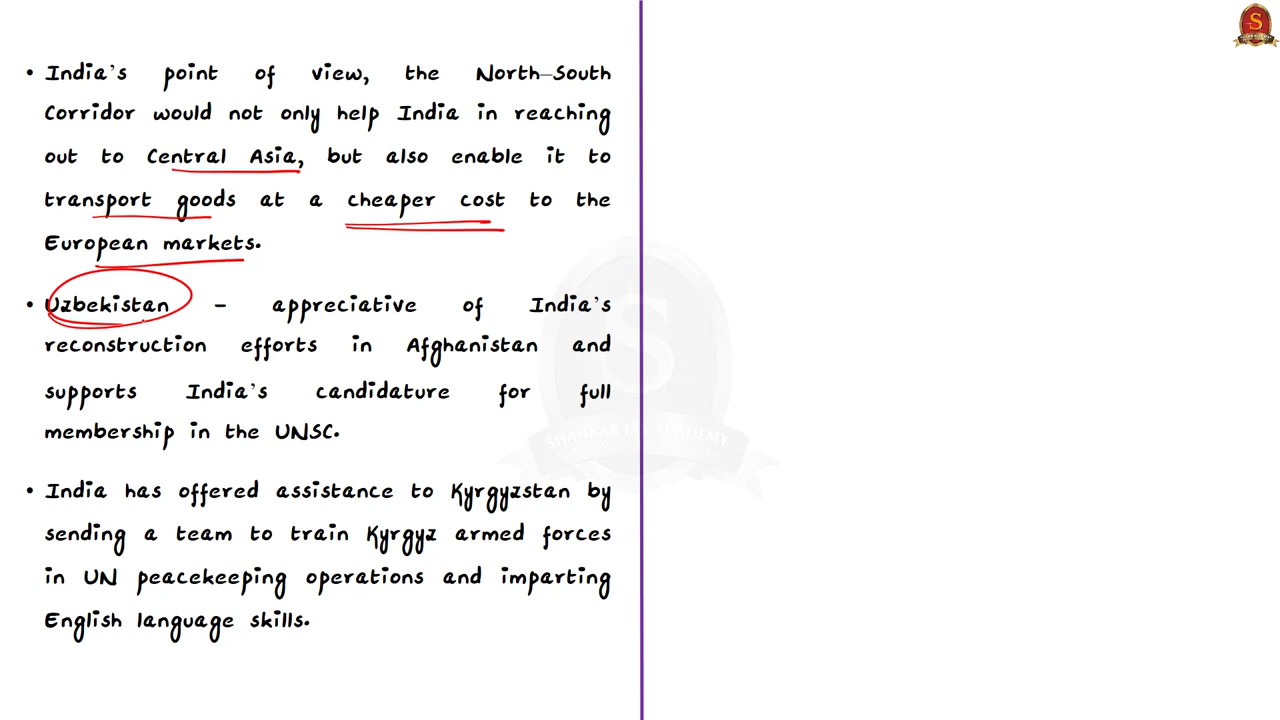 • India's point of view, the North–South
Corridor would not only help India in reaching
out to Central Asia, but also enable it to
transport goods at a cheaper cost to the
European markets.
• Uzbekistan - appreciative of India's
reconstruction efforts in Afghanistan and
supports India's candidature for full
membership in the UNSC.
• India has offered assistance to Kyrgyzstan by
sending a team to train Kyrgyz armed forces
in UN peacekeeping operations and imparting
English language skills.
S
S
SHANKAR IAS ACADEMY